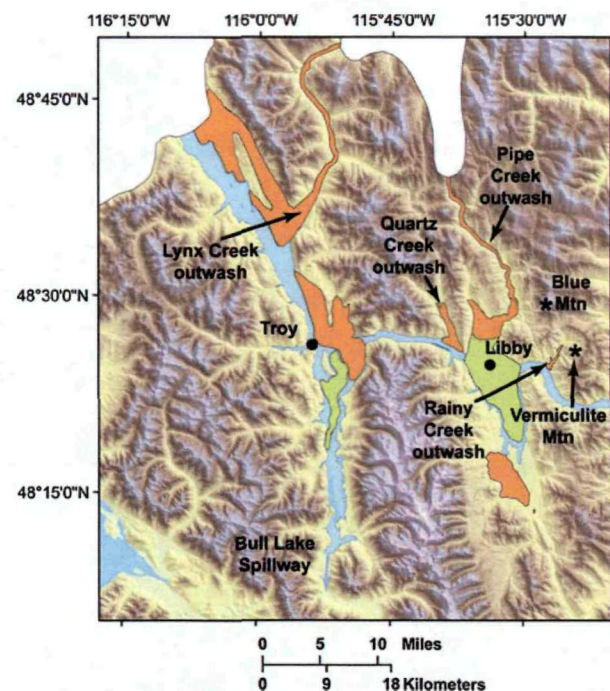 116°15'0"W 116°0'0"W 115°45'0"W 115°30'0"W
48°45'0"N
48°30'0"N
48°15'0"N
Pipe
Creek
outwash
Quartz
Creek
outwash
Lynx Creek
outwash
Blue
Mtn
Troy
Libby
Rainy
Creek
outwash
Vermiculite
Mtn
Bull Lake
Spillway
0 5 10 Miles
0 9 18 Kilometers